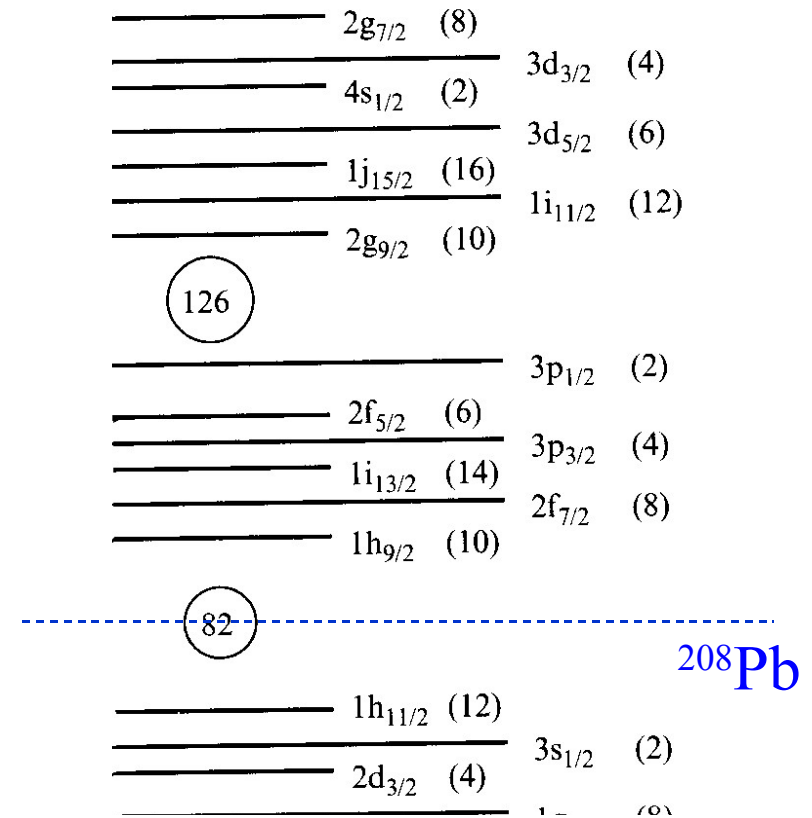 2g7/2 (8)
3d3/2 (4)
4s1/2 (2)
3d5/2 (6)
1j15/2 (16)
1i11/2 (12)
2g9/2 (10)
126
3p1/2 (2)
2f5/2 (6)
3p3/2 (4)
1i13/2 (14)
2f7/2 (8)
1h9/2 (10)
82
208Pb
1h11/2 (12)
3s1/2 (2)
2d3/2 (4)